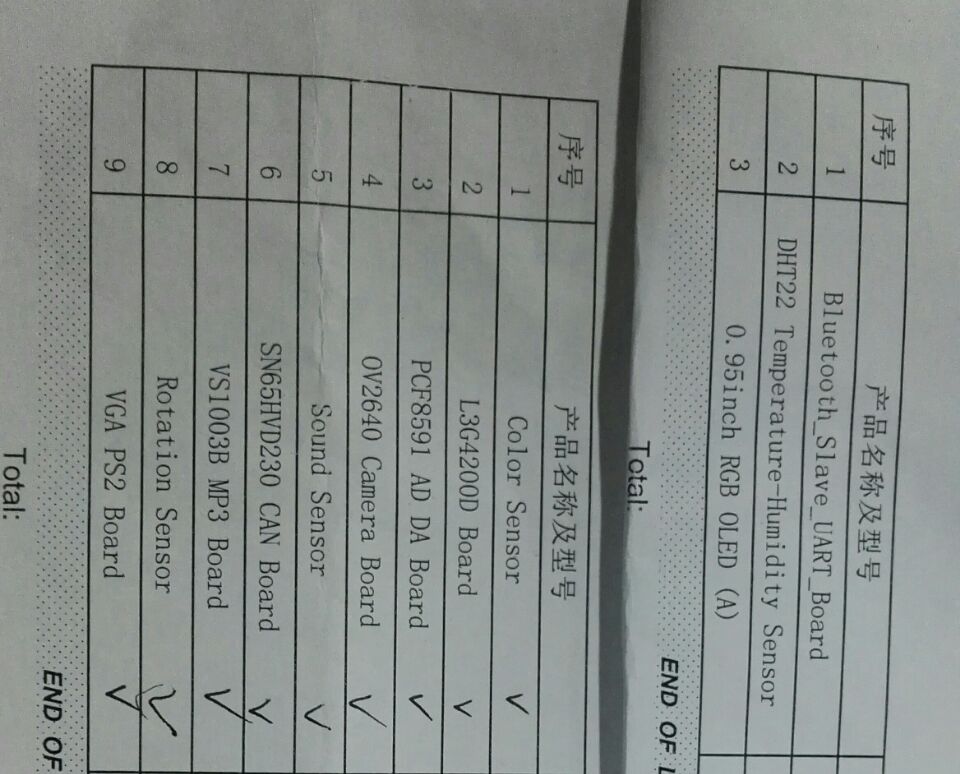 序号 产品名称及型号
1 Bluetooth_Slave_UART_Board
2 DHT22 Temperature-Humidity Sensor
3 0.95inch RGB OLED (A)
END OF L
Total:
序号 产品名称及型号
1 Color Sensor ✓
2 L3G4200D Board ✓
3 PCF8591 AD DA Board ✓
4 OV2640 Camera Board ✓
5 Sound Sensor ✓
6 SN65HVD230 CAN Board ✓
7 VS1003B MP3 Board ✓
8 Rotation Sensor ✓
9 VGA PS2 Board ✓
END OF
Total: